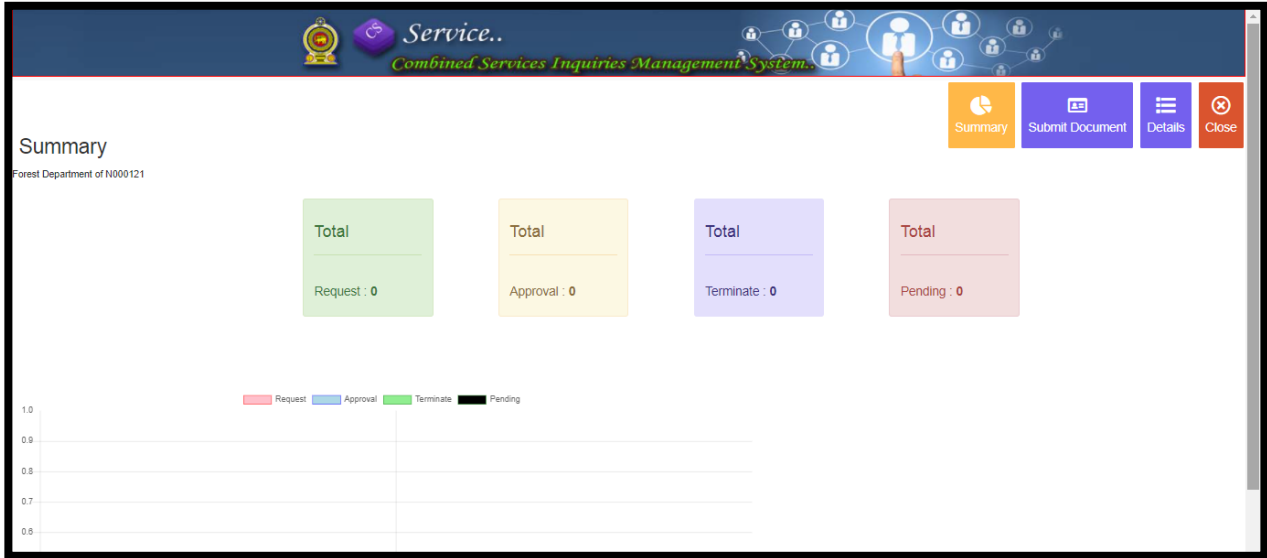 CS
Service..
Combined Services Inquiries Management System..
Summary
Submit Document
Details
Close
Summary
Forest Department of N000121
Total
Total
Total
Total
Request : 0
Approval : 0
Terminate : 0
Pending : 0
Request Approval Terminate Pending
1.0
0.9
0.8
0.7
0.6